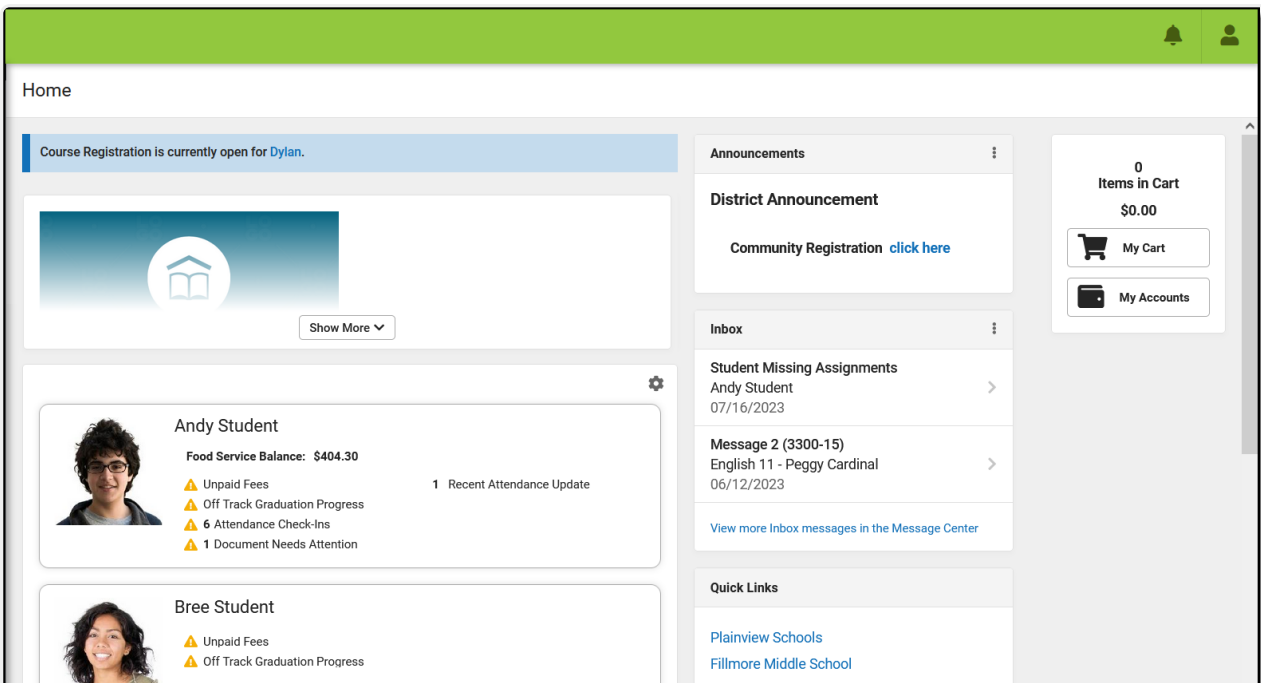 Home
Course Registration is currently open for Dylan.
Show More
Andy Student
Food Service Balance: $404.30
Unpaid Fees
Off Track Graduation Progress
6 Attendance Check-Ins
1 Document Needs Attention
1 Recent Attendance Update
Bree Student
Unpaid Fees
Off Track Graduation Progress
Announcements
District Announcement
Community Registration click here
Inbox
Student Missing Assignments
Andy Student
07/16/2023
Message 2 (3300-15)
English 11 - Peggy Cardinal
06/12/2023
View more Inbox messages in the Message Center
Quick Links
Plainview Schools
Fillmore Middle School
0
Items in Cart
$0.00
My Cart
My Accounts